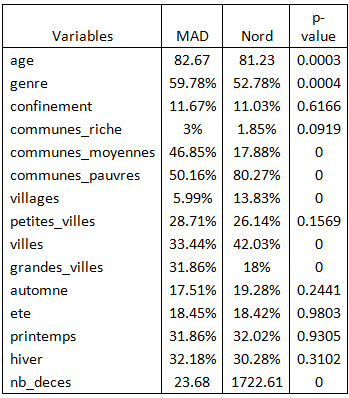 Variables MAD Nord p-value
age 82.67 81.23 0.0003
genre 59.78% 52.78% 0.0004
confinement 11.67% 11.03% 0.6166
communes_riche 3% 1.85% 0.0919
communes_moyennes 46.85% 17.88% 0
communes_pauvres 50.16% 80.27% 0
villages 5.99% 13.83% 0
petites_villes 28.71% 26.14% 0.1569
villes 33.44% 42.03% 0
grandes_villes 31.86% 18% 0
automne 17.51% 19.28% 0.2441
ete 18.45% 18.42% 0.9803
printemps 31.86% 32.02% 0.9305
hiver 32.18% 30.28% 0.3102
nb_deces 23.68 1722.61 0